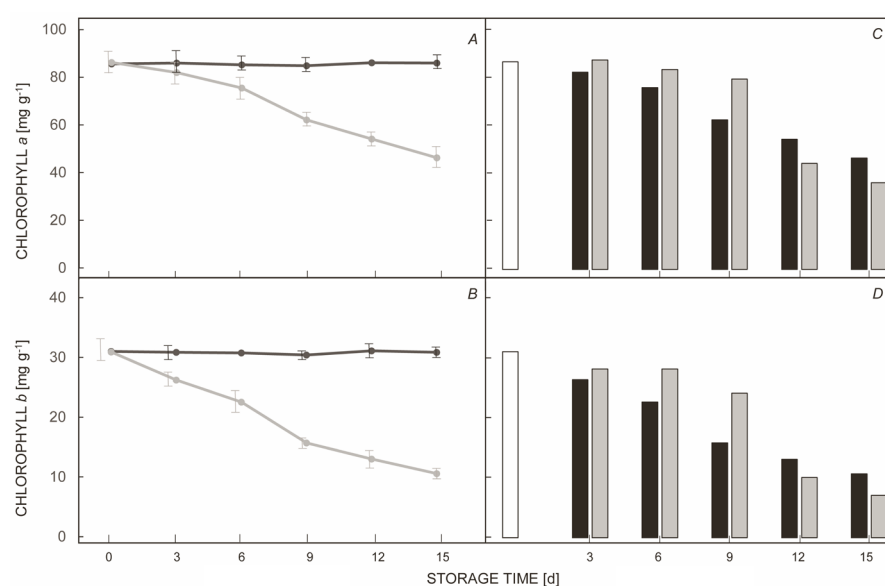 100
80
60
40
20
0
CHLOROPHYLL a [mg g⁻¹]
A
C
40
30
20
10
0
CHLOROPHYLL b [mg g⁻¹]
B
D
0 3 6 9 12 15 3 6 9 12 15
STORAGE TIME [d]